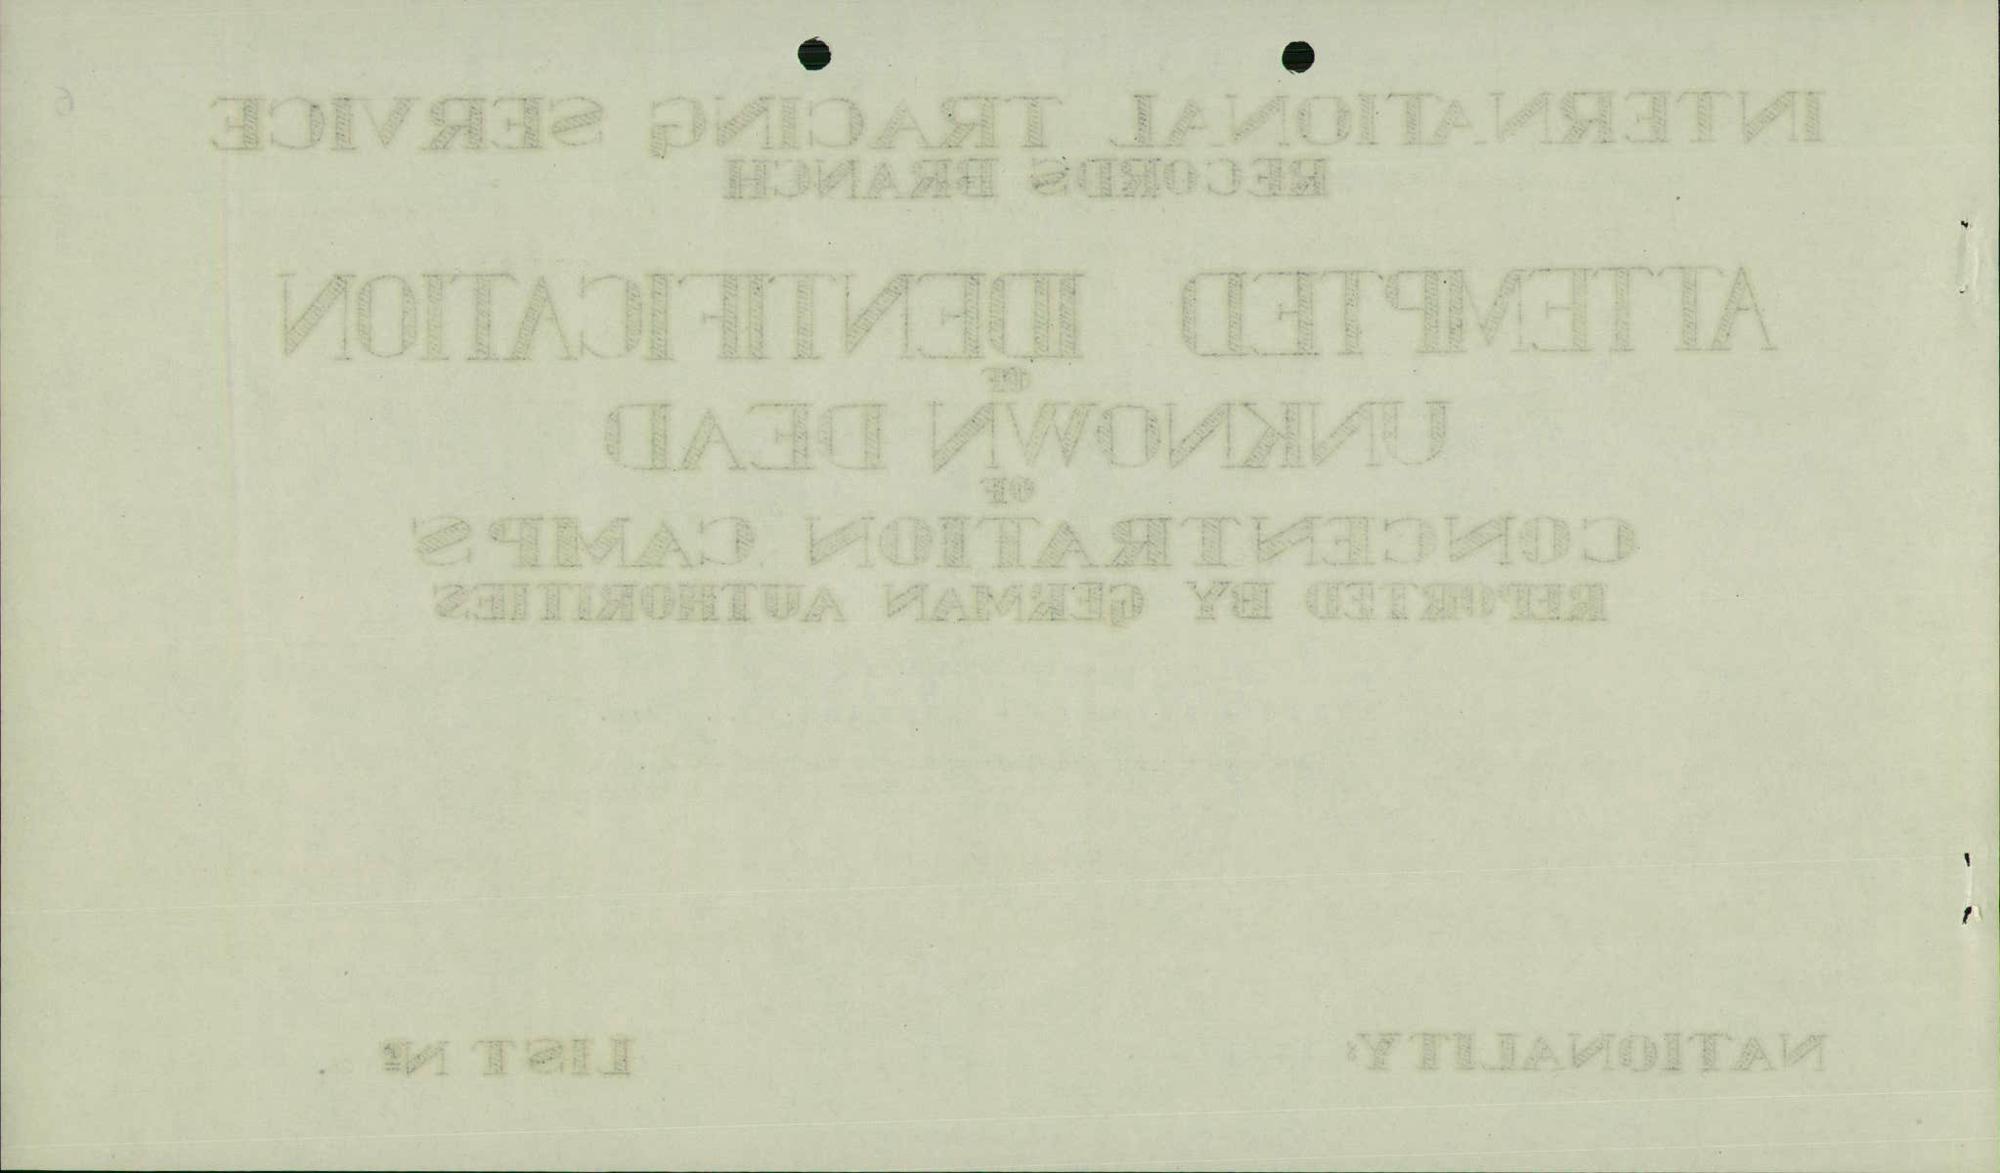 6
INTERNATIONAL TRACING SERVICE
RECORDS BRANCH
ATTEMPTED IDENTIFICATION
OF
UNKNOWN DEAD
OF
CONCENTRATION CAMPS
REPORTED BY GERMAN AUTHORITIES
NATIONALITY: LIST Nº